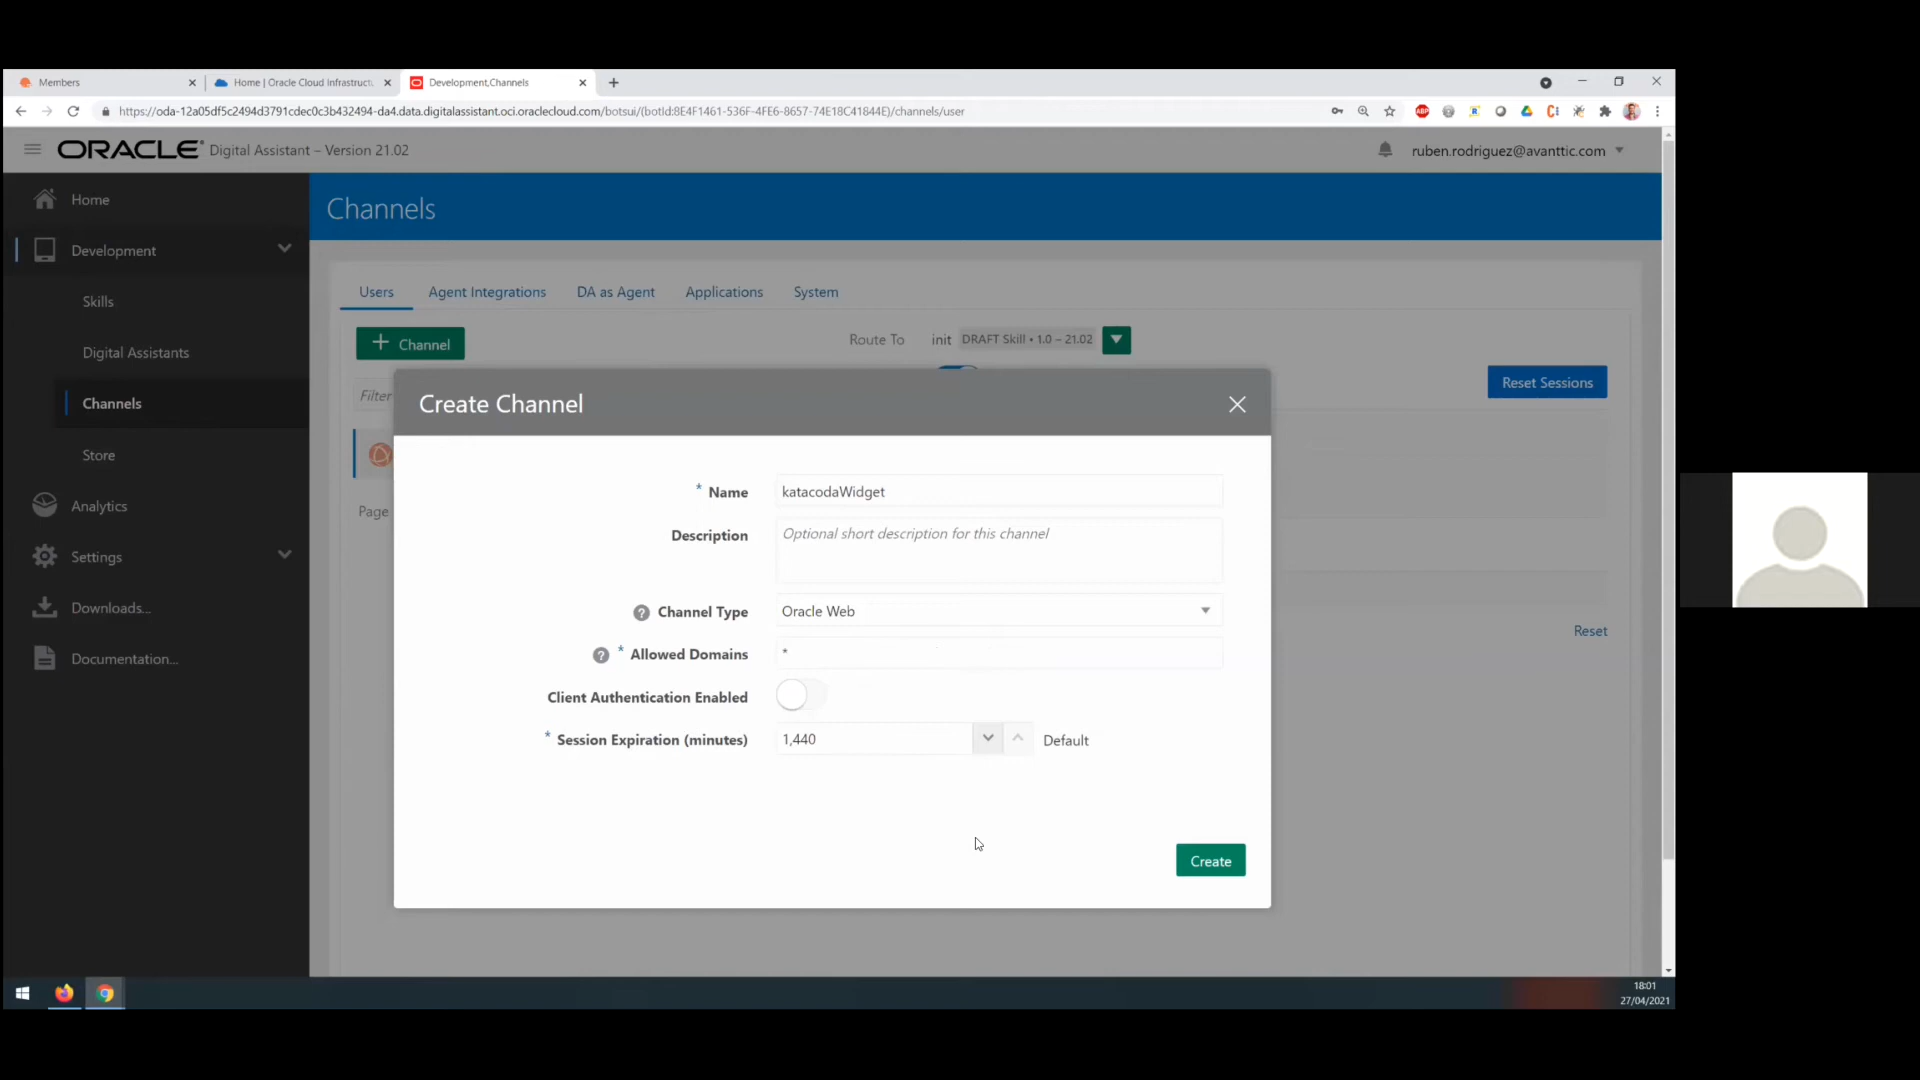 Members
Home | Oracle Cloud Infrastructu
Development,Channels
https://oda-12a05df5c2494d3791cdec0c3b432494-da4.data.digitalassistant.oci.oraclecloud.com/botsui/(botId:8E4F1461-536F-4FE6-8657-74E18C41844E)/channels/user
ORACLE® Digital Assistant – Version 21.02
ruben.rodriguez@avanttic.com
Home
Development
Skills
Digital Assistants
Channels
Store
Analytics
Settings
Downloads...
Documentation...
Channels
Users
Agent Integrations
DA as Agent
Applications
System
+ Channel
Route To
init DRAFT Skill • 1.0 – 21.02
Filter
Reset Sessions
Page
Reset
Create Channel
* Name
katacodaWidget
Description
Optional short description for this channel
? Channel Type
Oracle Web
? * Allowed Domains
*
Client Authentication Enabled
* Session Expiration (minutes)
1,440
Default
Create
18:01
27/04/2021